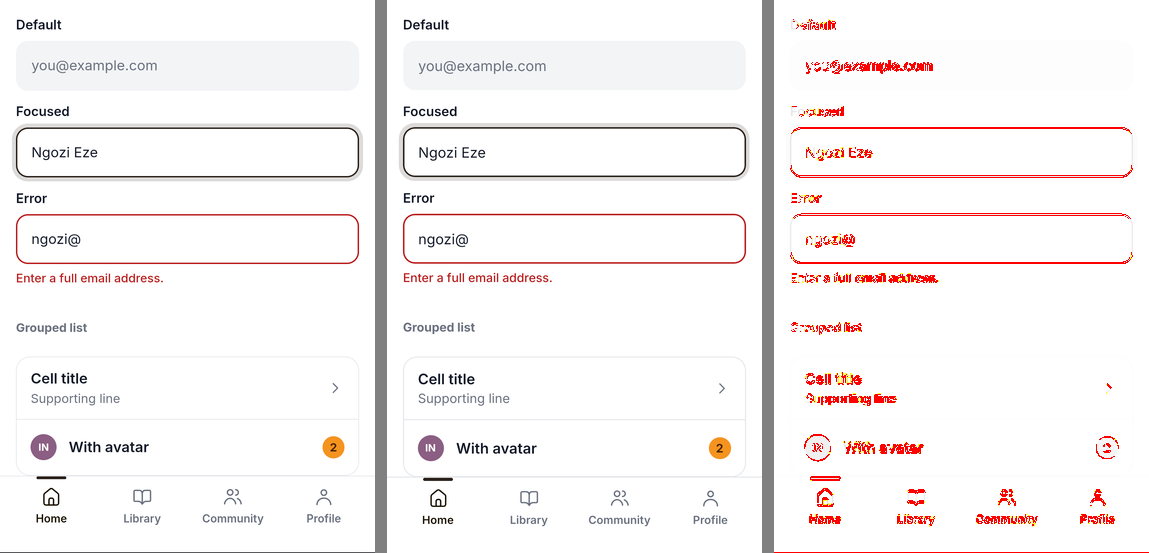 Default
you@example.com
Focused
Ngozi Eze
Error
ngozi@
Enter a full email address.
Grouped list
Cell title
Supporting line
IN With avatar 2
Home Library Community Profile
Default
you@example.com
Focused
Ngozi Eze
Error
ngozi@
Enter a full email address.
Grouped list
Cell title
Supporting line
IN With avatar 2
Home Library Community Profile
Default
you@example.com
Focused
Ngozi Eze
Error
ngozi@
Enter a full email address.
Grouped list
Cell title
Supporting line
With avatar
Home Library Community Profile